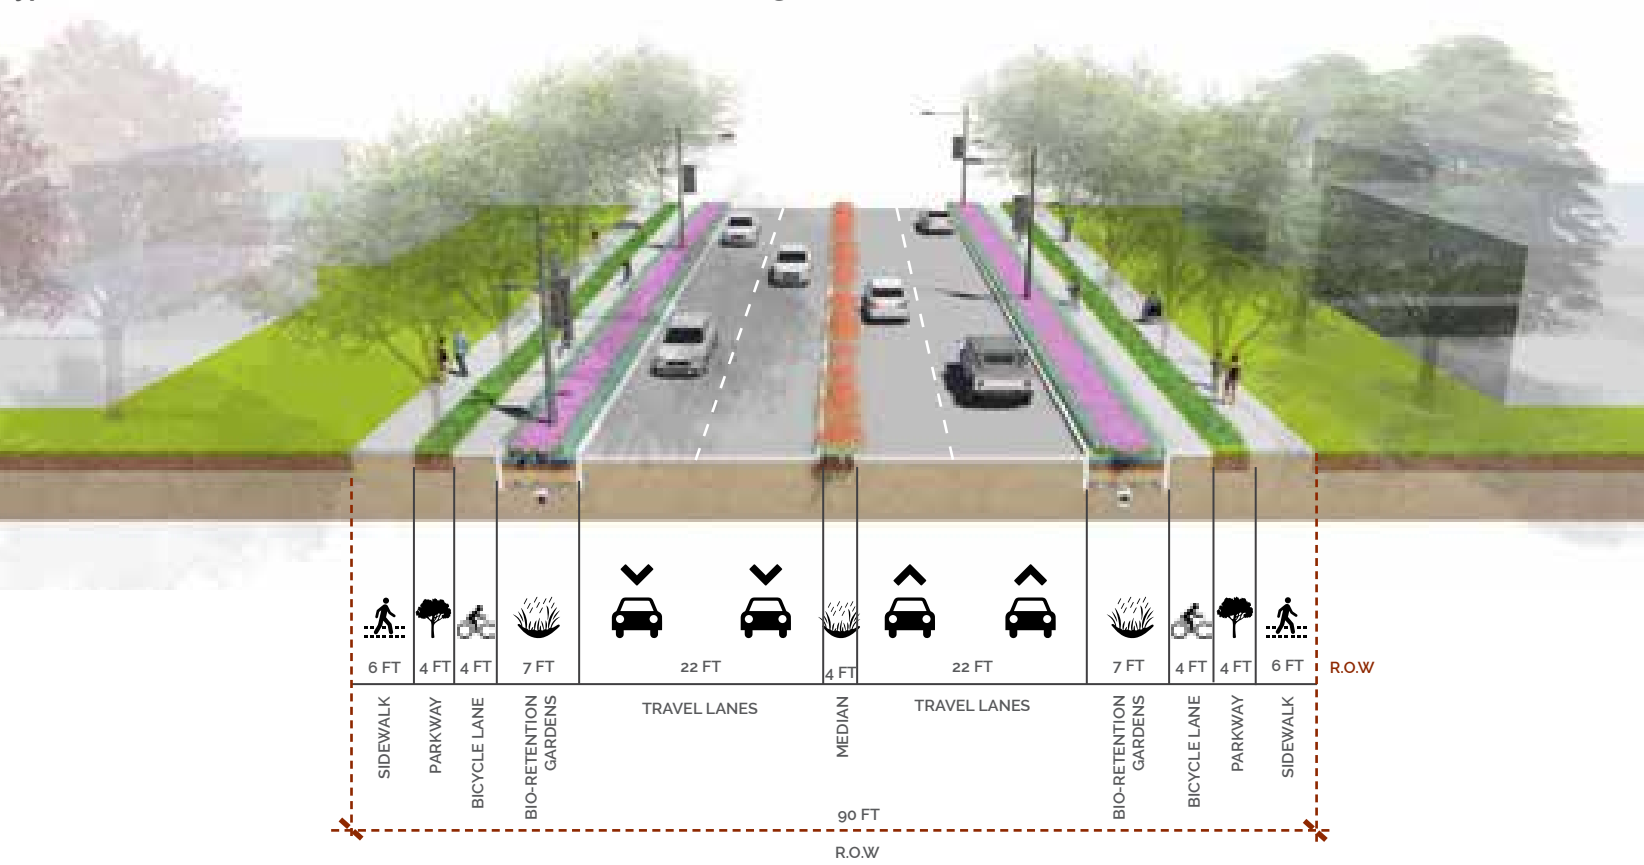 6 FT
4 FT
4 FT
7 FT
22 FT
4 FT
22 FT
7 FT
4 FT
4 FT
6 FT
R.O.W
SIDEWALK
PARKWAY
BICYCLE LANE
BIO-RETENTION
GARDENS
TRAVEL LANES
MEDIAN
TRAVEL LANES
BIO-RETENTION
GARDENS
BICYCLE LANE
PARKWAY
SIDEWALK
90 FT
R.O.W